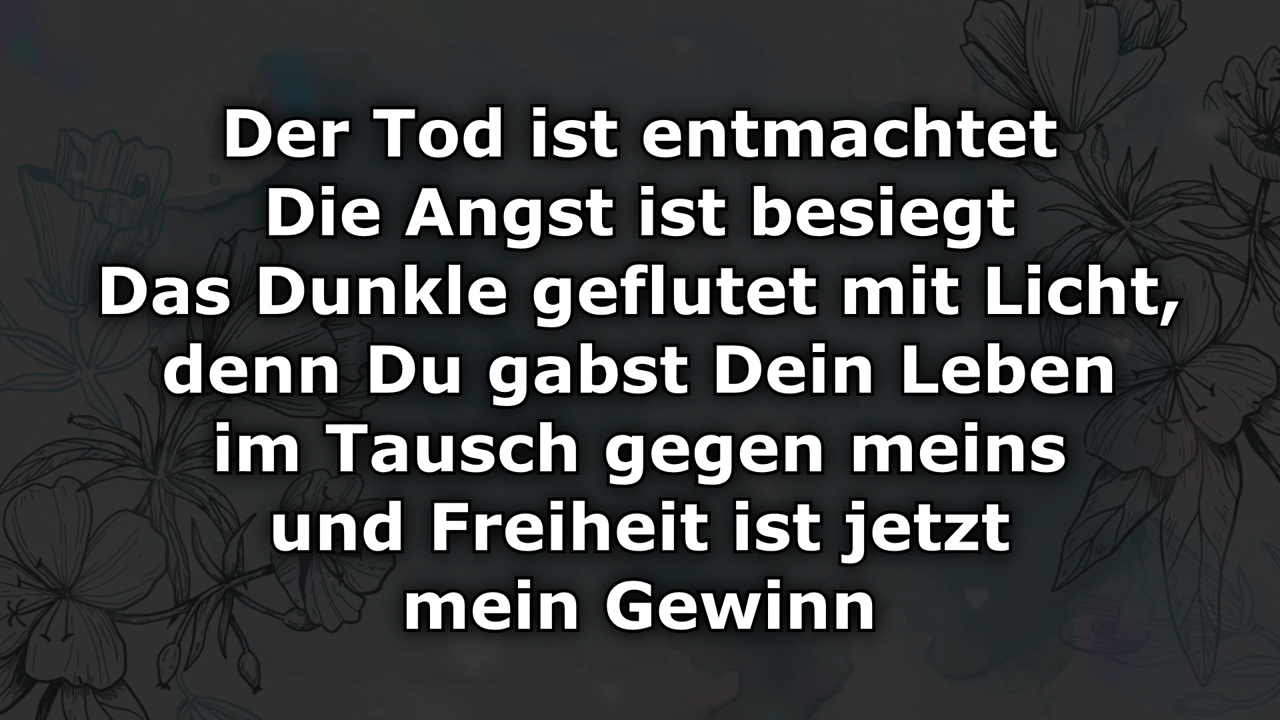 Der Tod ist entmachtet
Die Angst ist besiegt
Das Dunkle geflutet mit Licht,
denn Du gabst Dein Leben
im Tausch gegen meins
und Freiheit ist jetzt
mein Gewinn